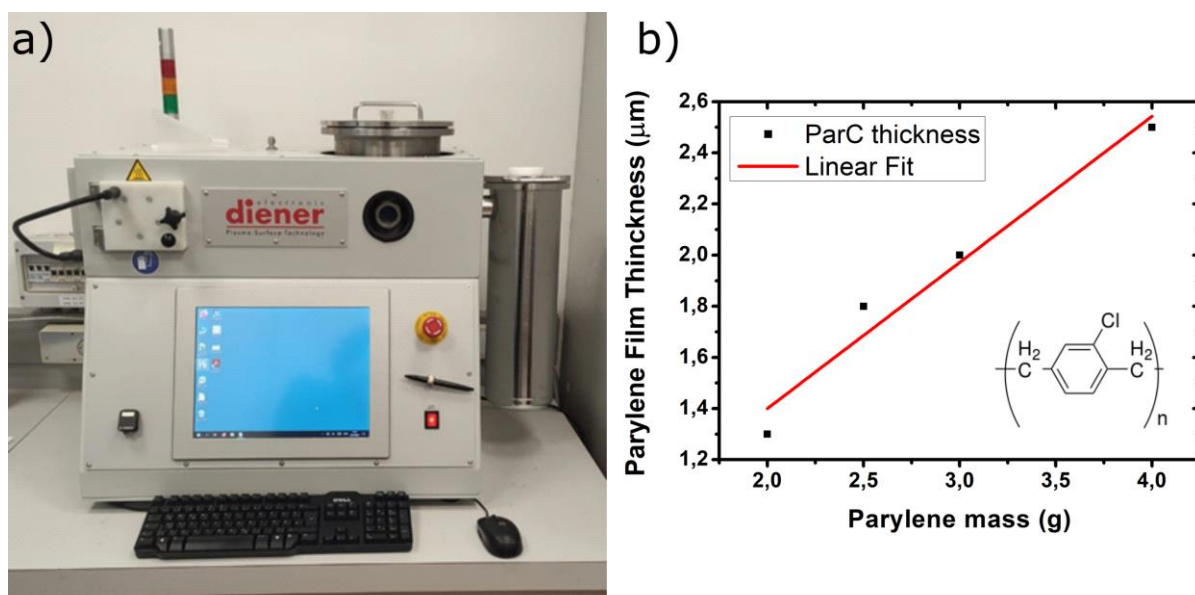 a)
electronic
diener
Plasma-Surface-Technology
DELL
b)
Parylene Film Thinckness (μm)
2,6
2,4
2,2
2,0
1,8
1,6
1,4
1,2
ParC thickness
Linear Fit
Cl
H2
C
H2
C
n
2,0
2,5
3,0
3,5
4,0
Parylene mass (g)